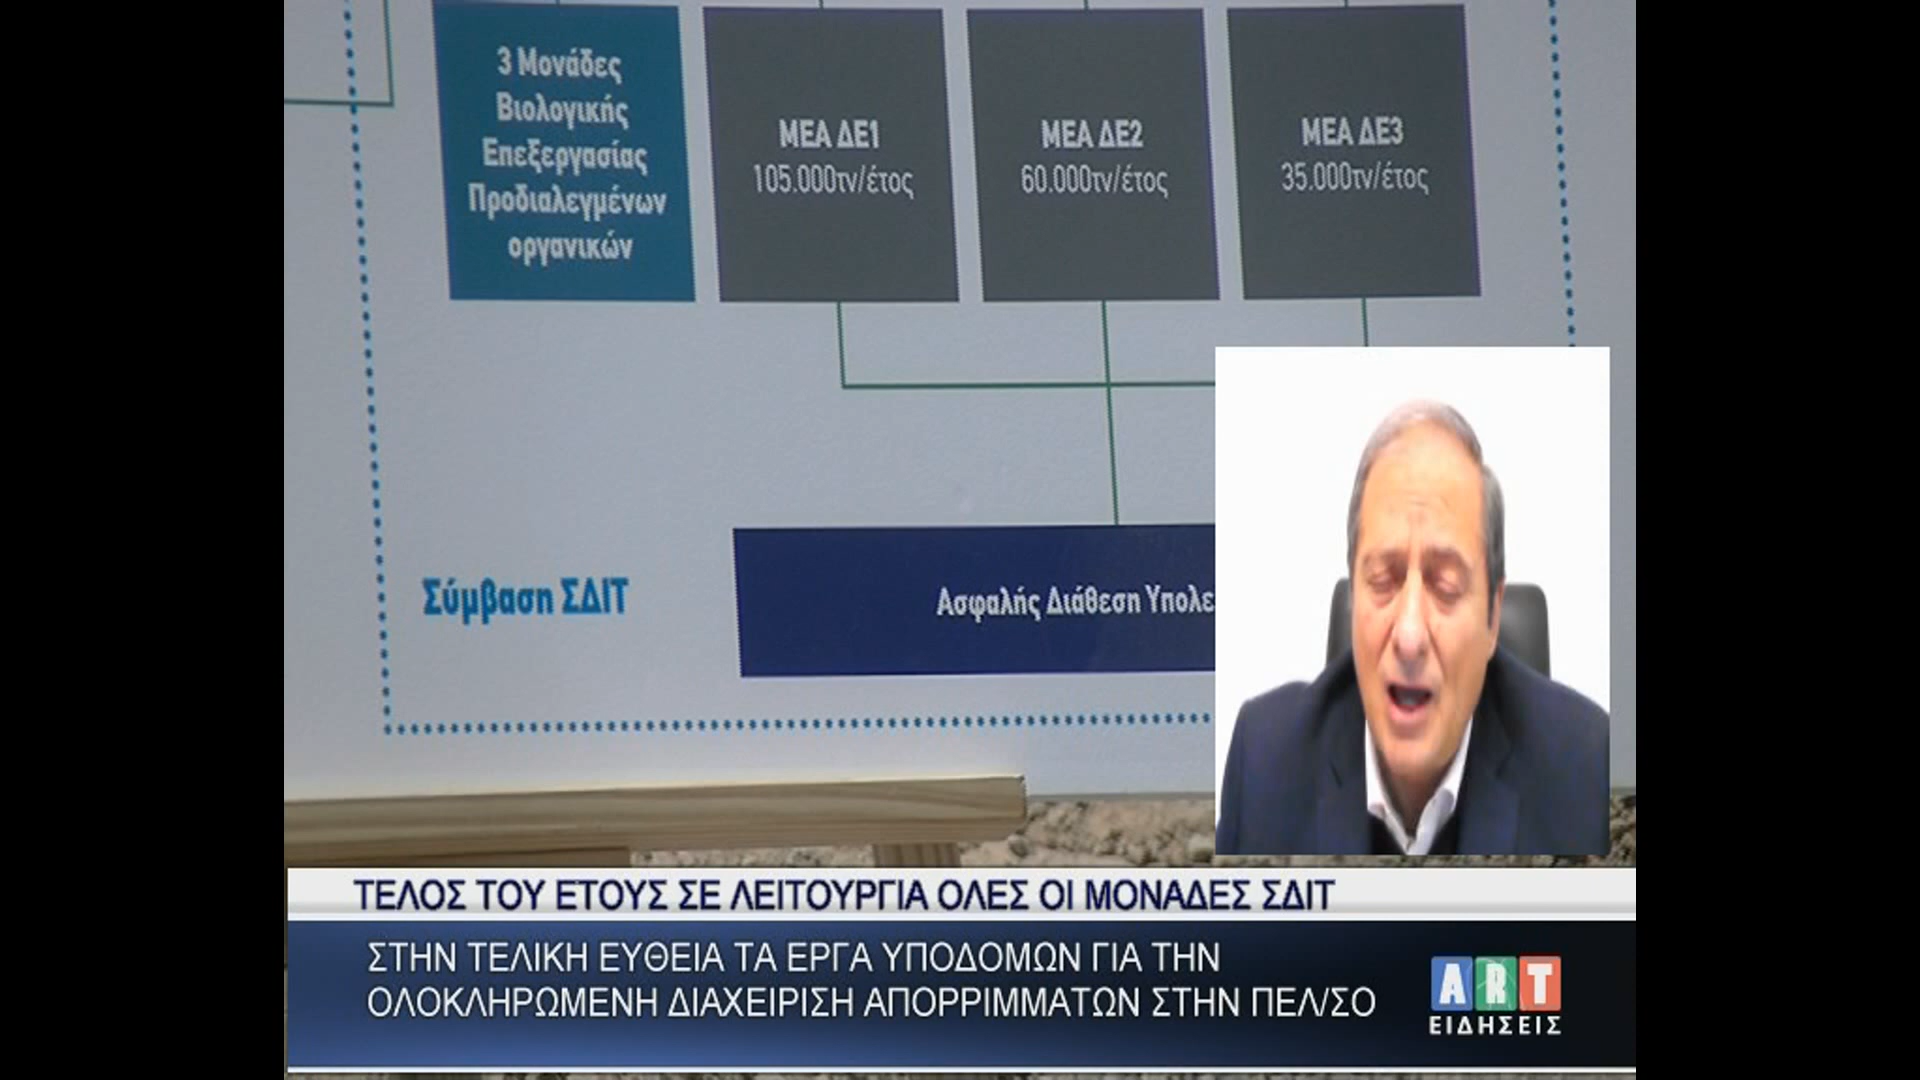 3 Μονάδες
Βιολογικής
Επεξεργασίας
Προδιαλεγμένων
οργανικών
ΜΕΑ ΔΕ1
105.000τν/έτος
ΜΕΑ ΔΕ2
60.000τν/έτος
ΜΕΑ ΔΕ3
35.000τν/έτος
Σύμβαση ΣΔΙΤ
Ασφαλής Διάθεση
ΤΕΛΟΣ ΤΟΥ ΕΤΟΥΣ ΣΕ ΛΕΙΤΟΥΡΓΙΑ ΟΛΕΣ ΟΙ ΜΟΝΑΔΕΣ ΣΔΙΤ
ΣΤΗΝ ΤΕΛΙΚΗ ΕΥΘΕΙΑ ΤΑ ΕΡΓΑ ΥΠΟΔΟΜΩΝ ΓΙΑ ΤΗΝ
ΟΛΟΚΛΗΡΩΜΕΝΗ ΔΙΑΧΕΙΡΙΣΗ ΑΠΟΡΡΙΜΜΑΤΩΝ ΣΤΗΝ ΠΕΛ/ΣΟ
ART
ΕΙΔΗΣΕΙΣ